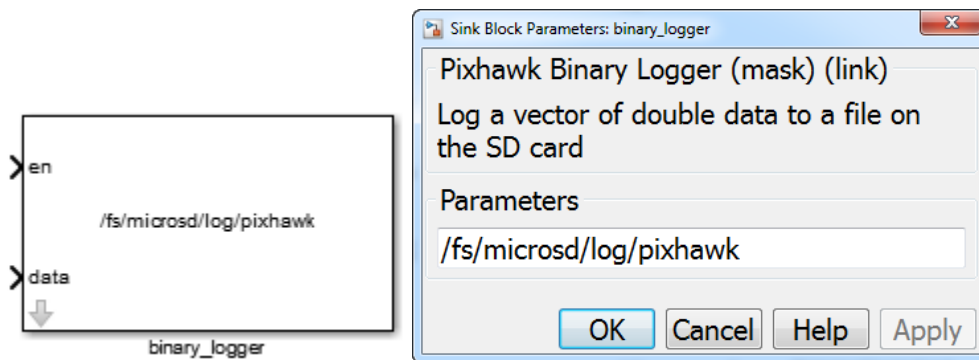 en
/fs/microsd/log/pixhawk
data
binary_logger
Sink Block Parameters: binary_logger
Pixhawk Binary Logger (mask) (link)
Log a vector of double data to a file on
the SD card
Parameters
/fs/microsd/log/pixhawk
OK Cancel Help Apply